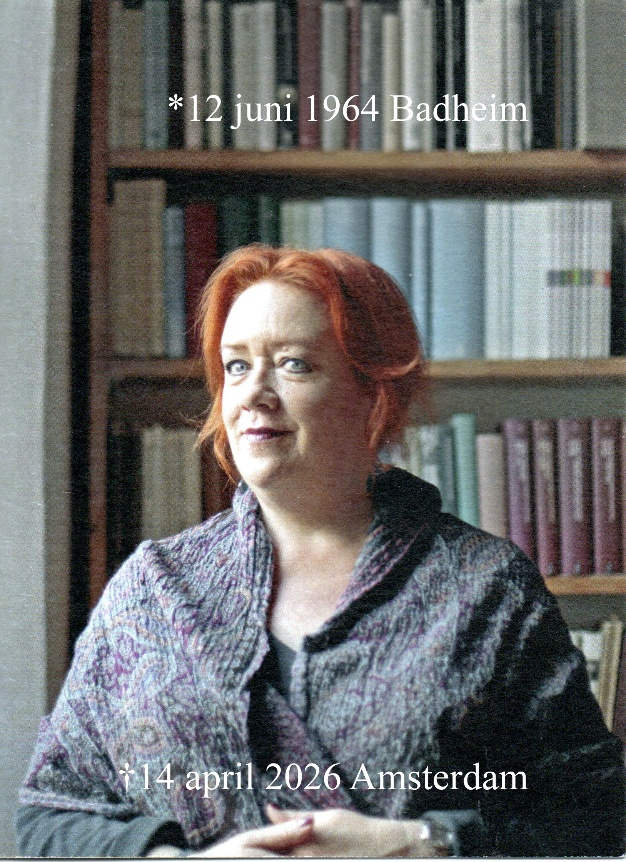 *12 juni 1964 Badheim
†14 april 2026 Amsterdam